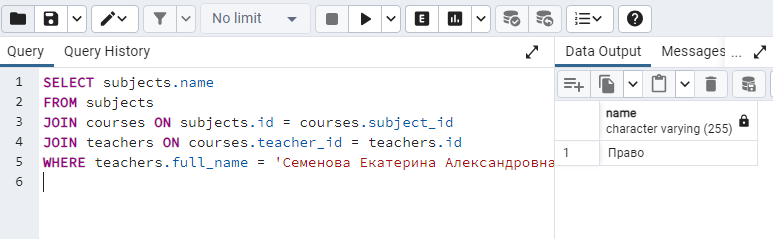 No limit
E
Query
Query History
Data Output
Messages
...
1
SELECT subjects.name
2
FROM subjects
3
JOIN courses ON subjects.id = courses.subject_id
4
JOIN teachers ON courses.teacher_id = teachers.id
5
WHERE teachers.full_name = 'Семенова Екатерина Александровна
6
name
character varying (255)
1
Право